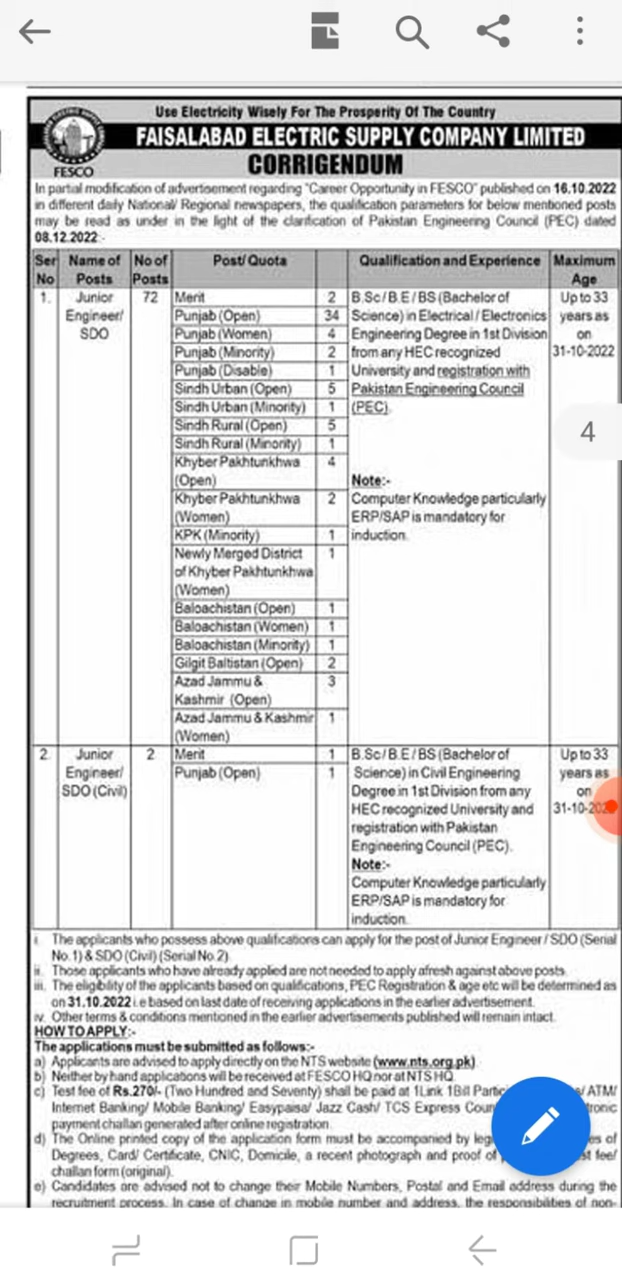 Use Electricity Wisely For The Prosperity Of The Country
FAISALABAD ELECTRIC SUPPLY COMPANY LIMITED
FESCO
CORRIGENDUM
In partial modification of advertisement regarding "Career Opportunity in FESCO" published on 16.10.2022
in different daily National/ Regional newspapers, the qualification parameters for below mentioned posts
may be read as under in the light of the clarification of Pakistan Engineering Council (PEC) dated
08.12.2022:-
Ser No Name of Posts No of Posts Post/ Quota Qualification and Experience Maximum Age
1. Junior Engineer/ SDO 72
Merit 2
Punjab (Open) 34
Punjab (Women) 4
Punjab (Minority) 2
Punjab (Disable) 1
Sindh Urban (Open) 5
Sindh Urban (Minority) 1
Sindh Rural (Open) 5
Sindh Rural (Minority) 1
Khyber Pakhtunkhwa 4
(Open)
Khyber Pakhtunkhwa 2
(Women)
KPK (Minority) 1
Newly Merged District 1
of Khyber Pakhtunkhwa
(Women)
Baloachistan (Open) 1
Baloachistan (Women) 1
Baloachistan (Minority) 1
Gilgit Baltistan (Open) 2
Azad Jammu & 3
Kashmir (Open)
Azad Jammu & Kashmir 1
(Women)
B.Sc/B.E/BS (Bachelor of
Science) in Electrical / Electronics
Engineering Degree in 1st Division
from any HEC recognized
University and registration with
Pakistan Engineering Council
(PEC).
Note:-
Computer Knowledge particularly
ERP/SAP is mandatory for
induction.
Up to 33
years as
on
31-10-2022
4
2. Junior Engineer/ SDO (Civil) 2
Merit 1
Punjab (Open) 1
B.Sc/B.E/BS (Bachelor of
Science) in Civil Engineering
Degree in 1st Division from any
HEC recognized University and
registration with Pakistan
Engineering Council (PEC).
Note:-
Computer Knowledge particularly
ERP/SAP is mandatory for
induction.
Up to 33
years as
on
i. The applicants who possess above qualifications can apply for the post of Junior Engineer / SDO (Serial
No.1) & SDO (Civil) (Serial No.2).
ii. Those applicants who have already applied are not needed to apply afresh against above posts.
iii. The eligibility of the applicants based on qualifications, PEC Registration & age etc will be determined as
on 31.10.2022 i.e based on last date of receiving applications in the earlier advertisement.
iv. Other terms & conditions mentioned in the earlier advertisements published will remain intact.
HOW TO APPLY:-
The applications must be submitted as follows:-
a) Applicants are advised to apply directly on the NTS website (www.nts.org.pk).
b) Neither by hand applications will be received at FESCO HQ nor at NTS HQ.
c) Test fee of Rs.270/- (Two Hundred and Seventy) shall be paid at 1Link 1Bill ATM/
Internet Banking/ Mobile Banking/ Easypaisa/ Jazz Cash/ TCS Express
payment challan generated after online registration.
d) The Online printed copy of the application form must be accompanied by of
Degrees, Card/ Certificate, CNIC, Domicile, a recent photograph and proof of fee/
challan form (original).
e) Candidates are advised not to change their Mobile Numbers, Postal and Email address during the
recruitment process. In case of change in mobile number and address, the responsibilities of non-